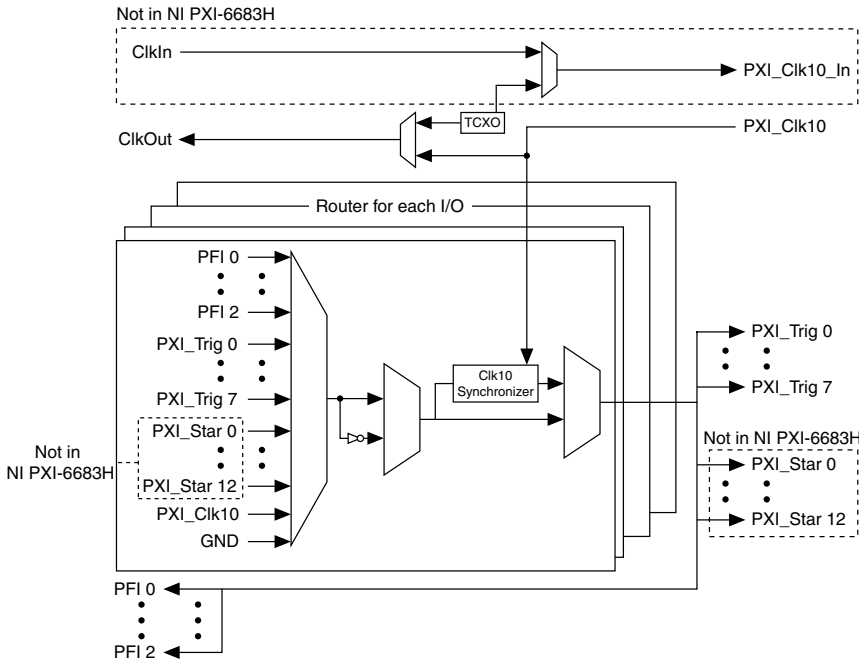 Not in NI PXI-6683H
ClkIn
PXI_Clk10_In
TCXO
PXI_Clk10
ClkOut
Router for each I/O
PFI 0
PFI 2
PXI_Trig 0
PXI_Trig 7
PXI_Star 0
PXI_Star 12
PXI_Clk10
GND
Not in
NI PXI-6683H
Clk10
Synchronizer
PXI_Trig 0
PXI_Trig 7
Not in NI PXI-6683H
PXI_Star 0
PXI_Star 12
PFI 0
PFI 2